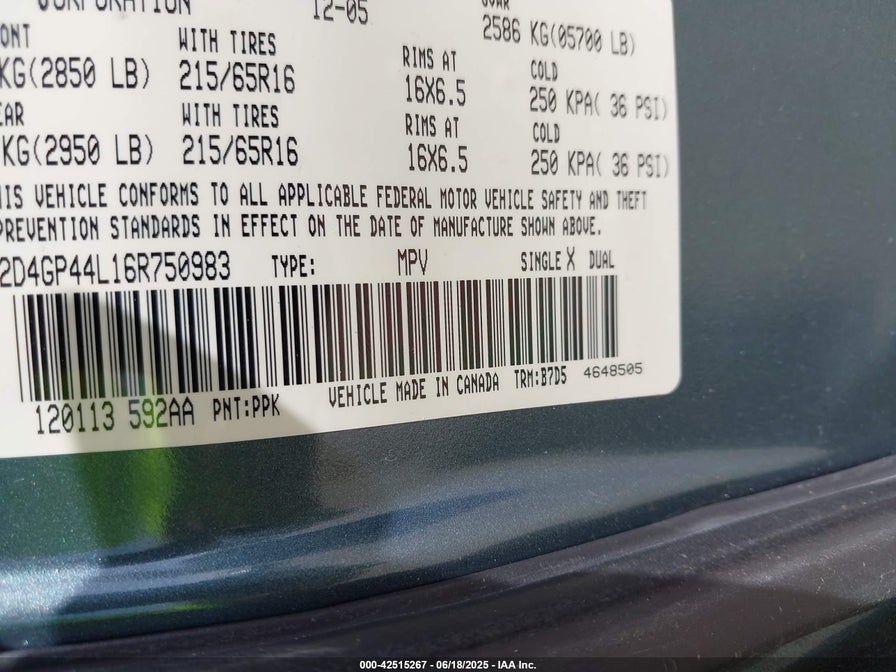 CORPORATION 12-05 GVWR
2586 KG(05700 LB)
ONT WITH TIRES RIMS AT COLD
KG(2850 LB) 215/65R16 16X6.5 250 KPA( 36 PSI)
EAR WITH TIRES RIMS AT COLD
KG(2950 LB) 215/65R16 16X6.5 250 KPA( 36 PSI)
HIS VEHICLE CONFORMS TO ALL APPLICABLE FEDERAL MOTOR VEHICLE SAFETY AND THEFT
PREVENTION STANDARDS IN EFFECT ON THE DATE OF MANUFACTURE SHOWN ABOVE.
2D4GP44L16R750983 TYPE: MPV SINGLE X DUAL
120113 592AA PNT:PPK VEHICLE MADE IN CANADA TRM:B7D5 4648505
000-42515267 - 06/18/2025 - IAA Inc.